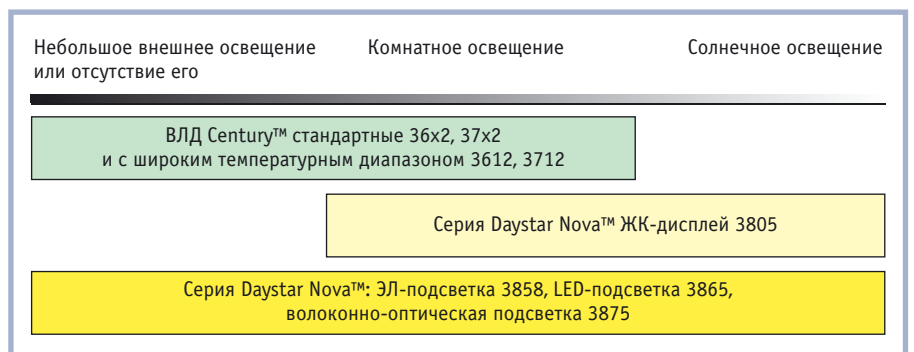 Небольшое внешнее освещение
или отсутствие его
Комнатное освещение
Солнечное освещение
ВЛД Century™ стандартные 36x2, 37x2
и с широким температурным диапазоном 3612, 3712
Серия Daystar Nova™ ЖК-дисплей 3805
Серия Daystar Nova™: ЭЛ-подсветка 3858, LED-подсветка 3865,
волоконно-оптическая подсветка 3875